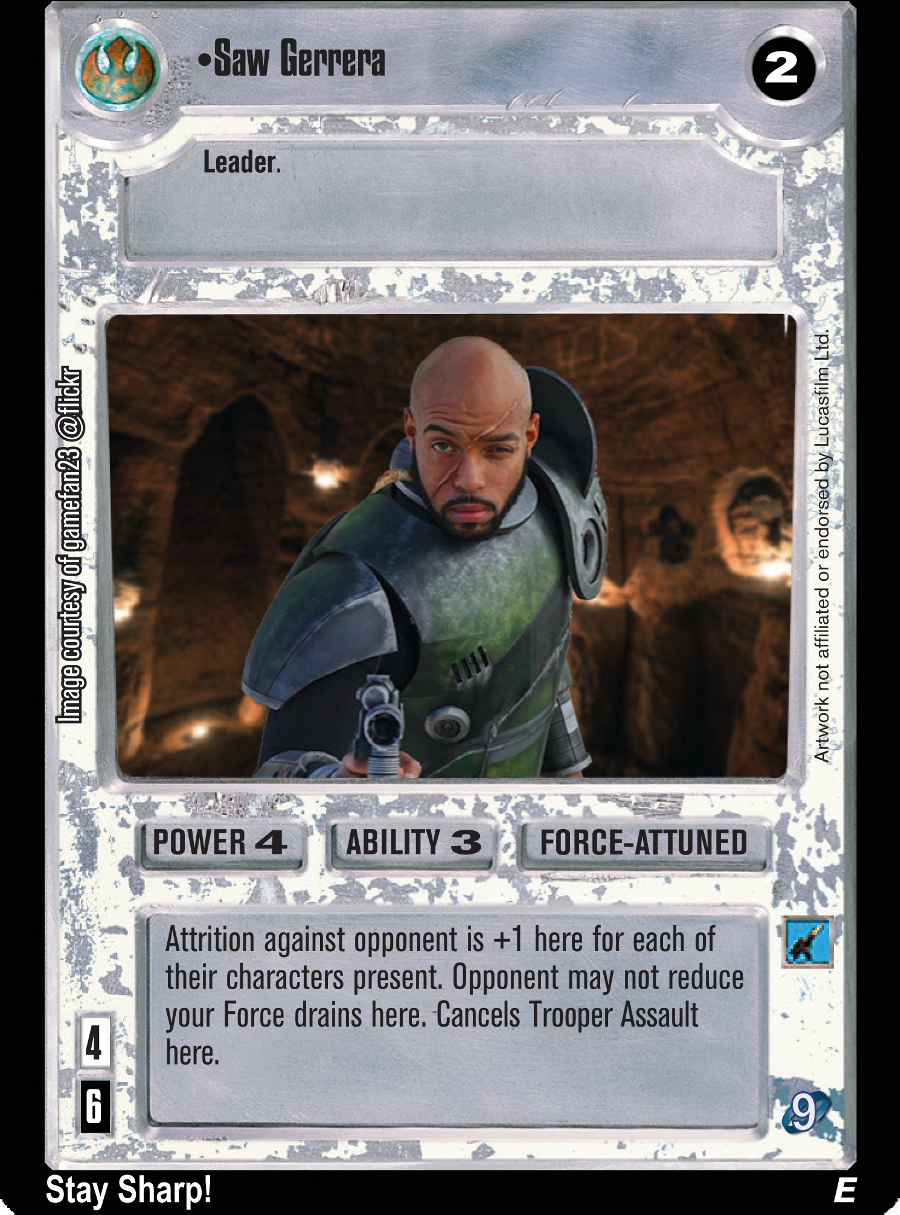 •Saw Gerrera
2
Leader.
Image courtesy of gamefan23 @flickr
Artwork not affiliated or endorsed by Lucasfilm Ltd.
POWER 4
ABILITY 3
FORCE-ATTUNED
Attrition against opponent is +1 here for each of
their characters present. Opponent may not reduce
your Force drains here. Cancels Trooper Assault
here.
4
6
9
Stay Sharp!
E